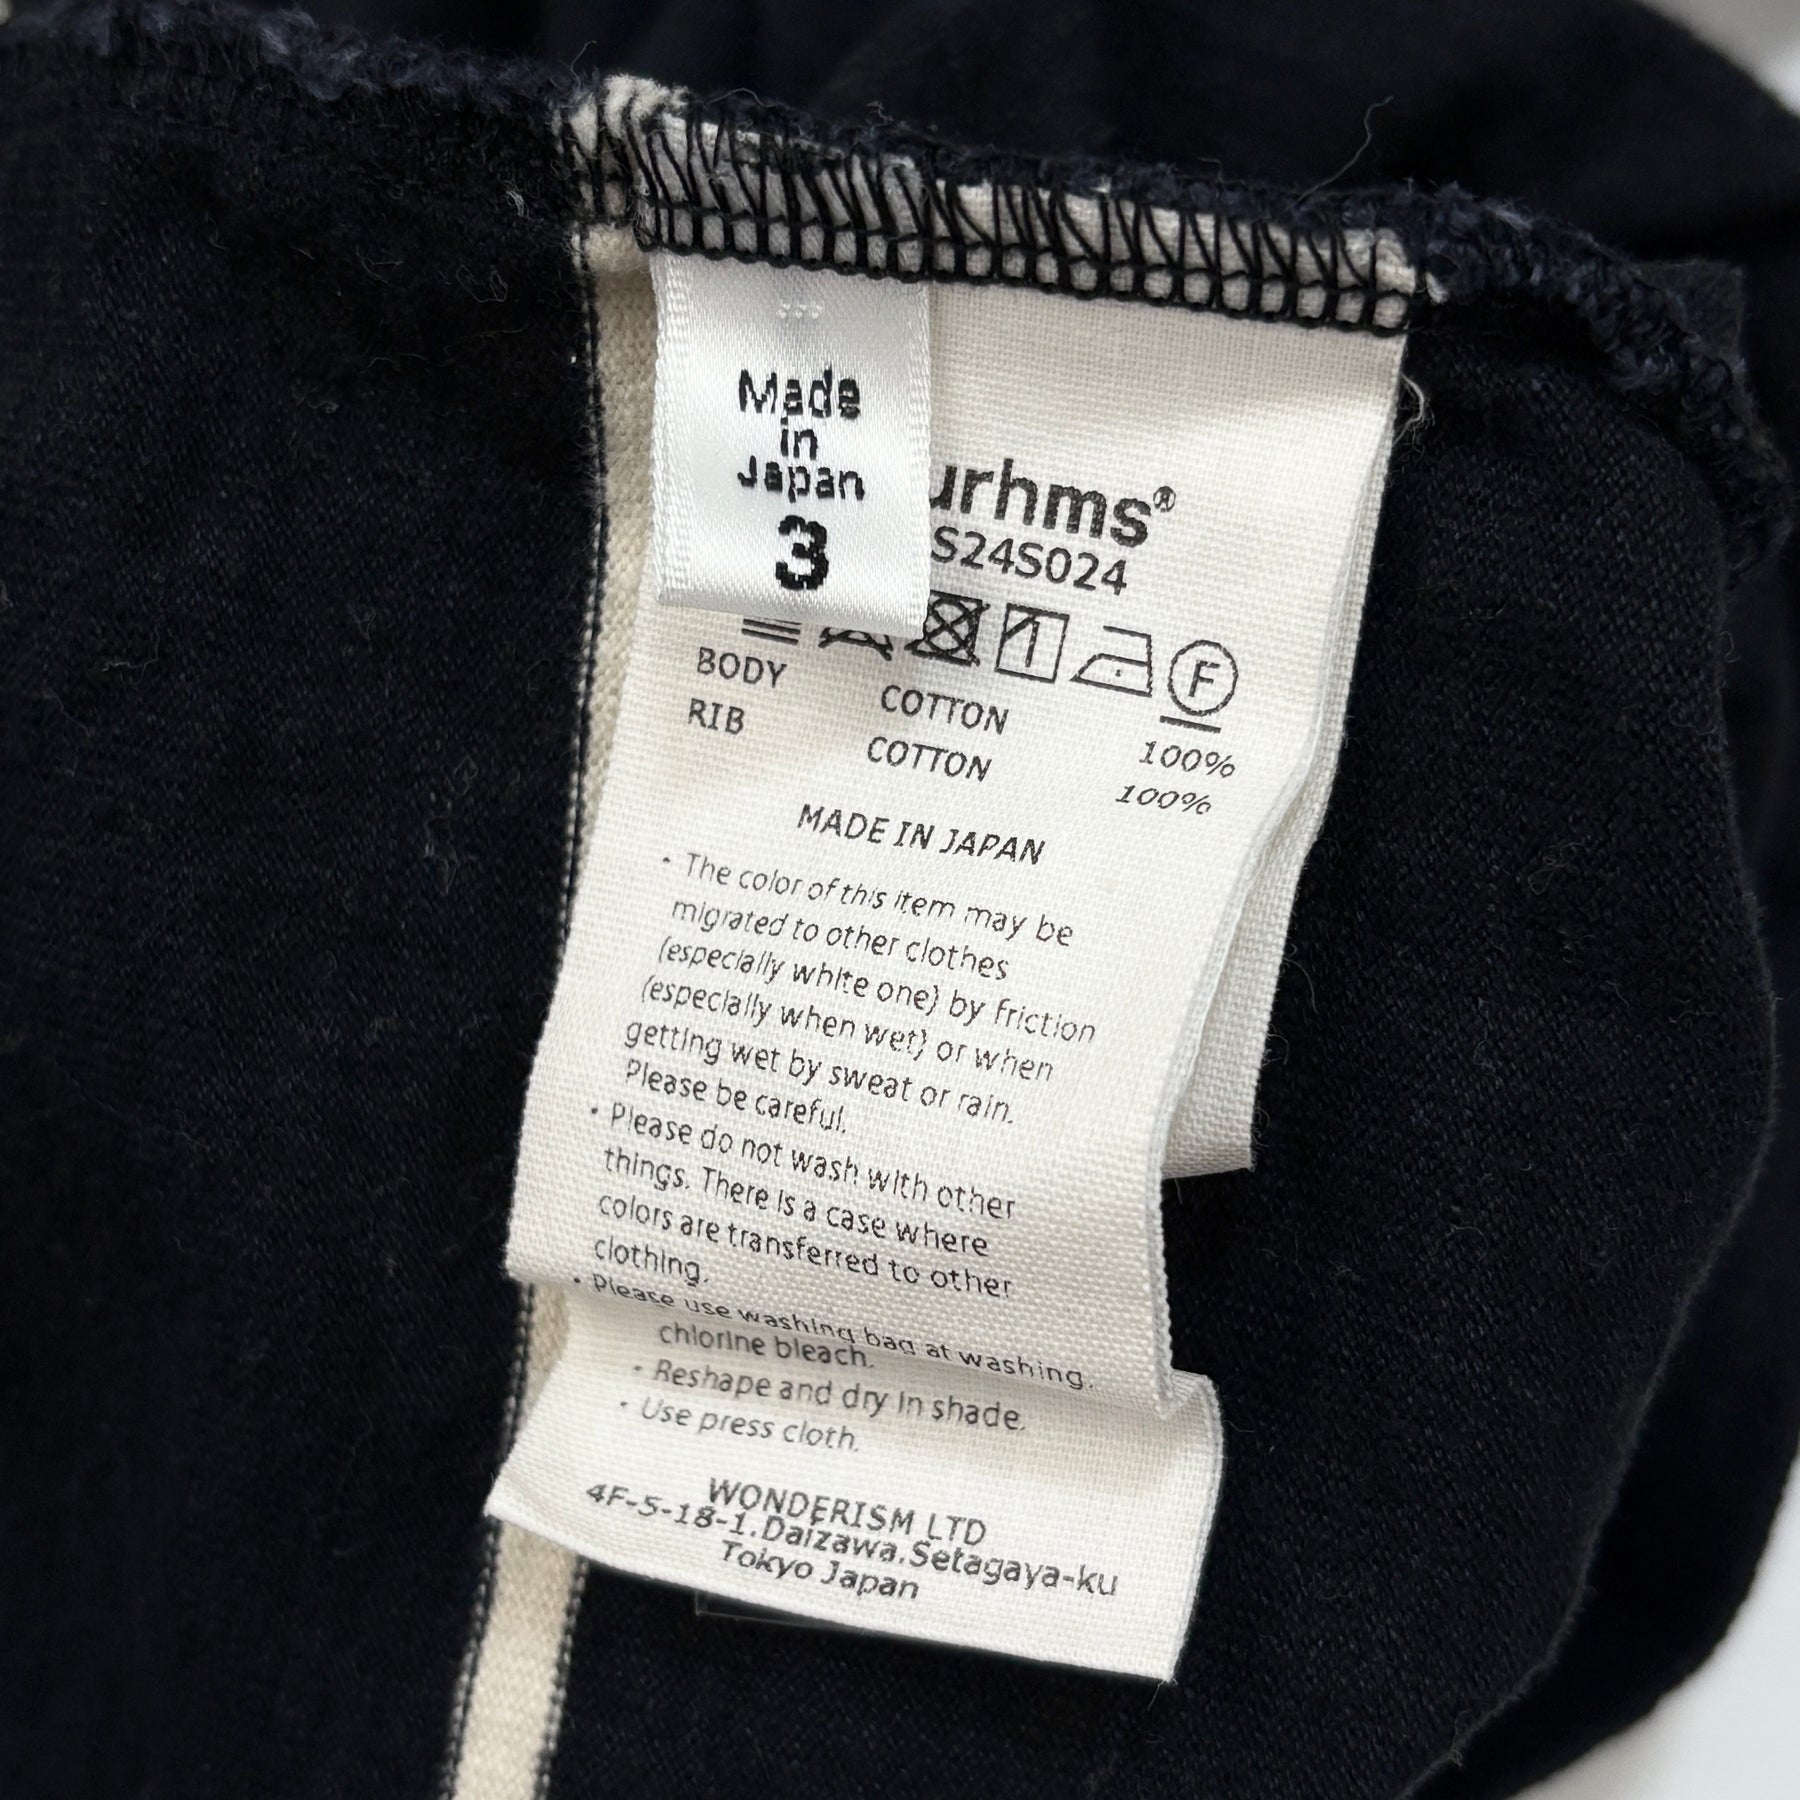 Made
in
Japan
3
urhms®
S24S024
F
BODY COTTON 100%
RIB COTTON 100%
MADE IN JAPAN
・The color of this item may be
migrated to other clothes
(especially white one) by friction
(especially when wet) or when
getting wet by sweat or rain.
Please be careful.
・Please do not wash with other
things. There is a case where
colors are transferred to other
clothing.
・Please use washing bag at washing.
chlorine bleach.
・Reshape and dry in shade.
・Use press cloth.
WONDERISM LTD
4F-5-18-1.Daizawa.Setagaya-ku
Tokyo Japan